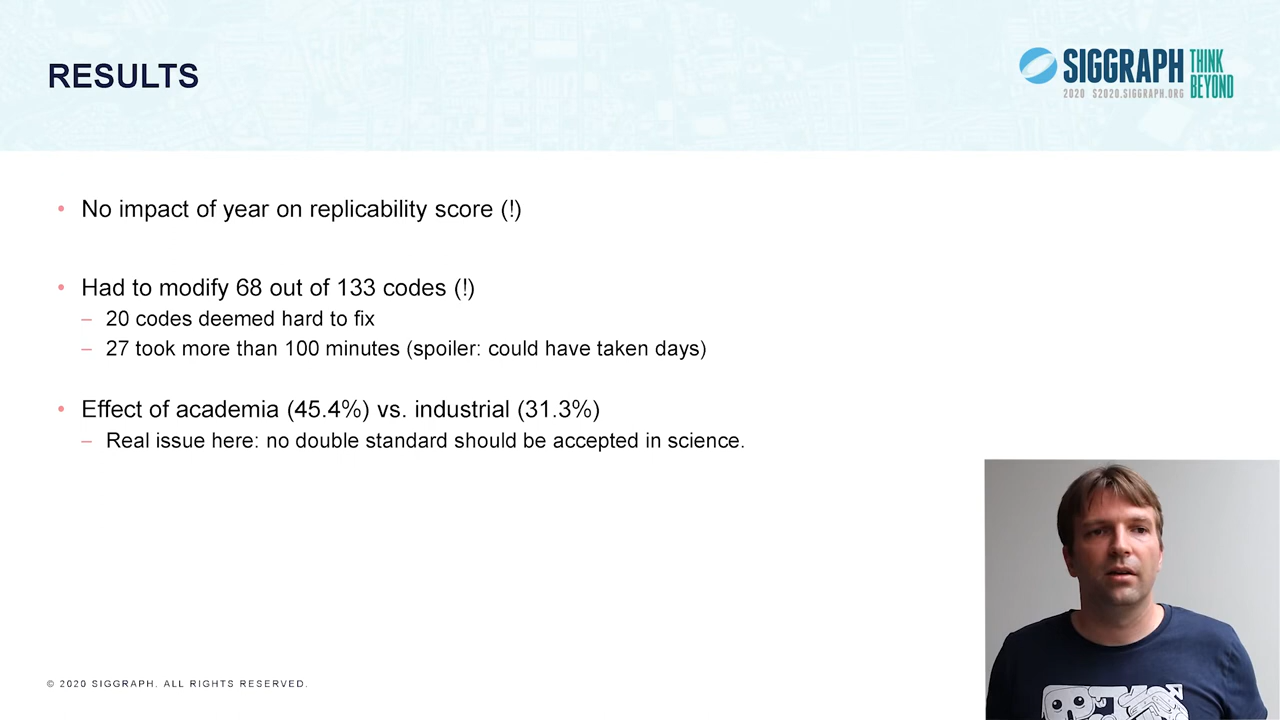 RESULTS
SIGGRAPH THINK BEYOND
2020 S2020.SIGGRAPH.ORG
• No impact of year on replicability score (!)
• Had to modify 68 out of 133 codes (!)
– 20 codes deemed hard to fix
– 27 took more than 100 minutes (spoiler: could have taken days)
• Effect of academia (45.4%) vs. industrial (31.3%)
– Real issue here: no double standard should be accepted in science.
© 2020 SIGGRAPH. ALL RIGHTS RESERVED.